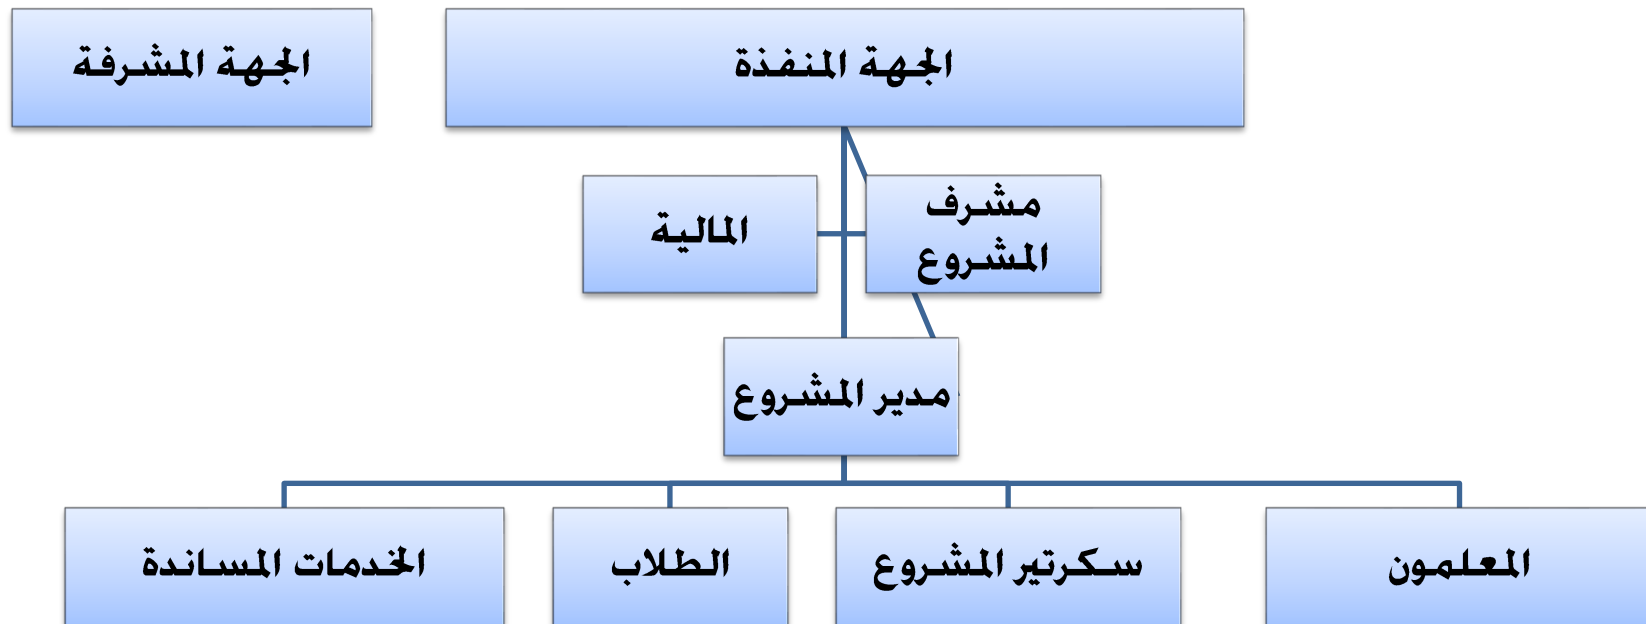 الجهة المنفذة
الجهة المشرفة
مشرف
المشروع
المالية
مدير المشروع
المعلمون
سكرتير المشروع
الطلاب
الخدمات المساندة